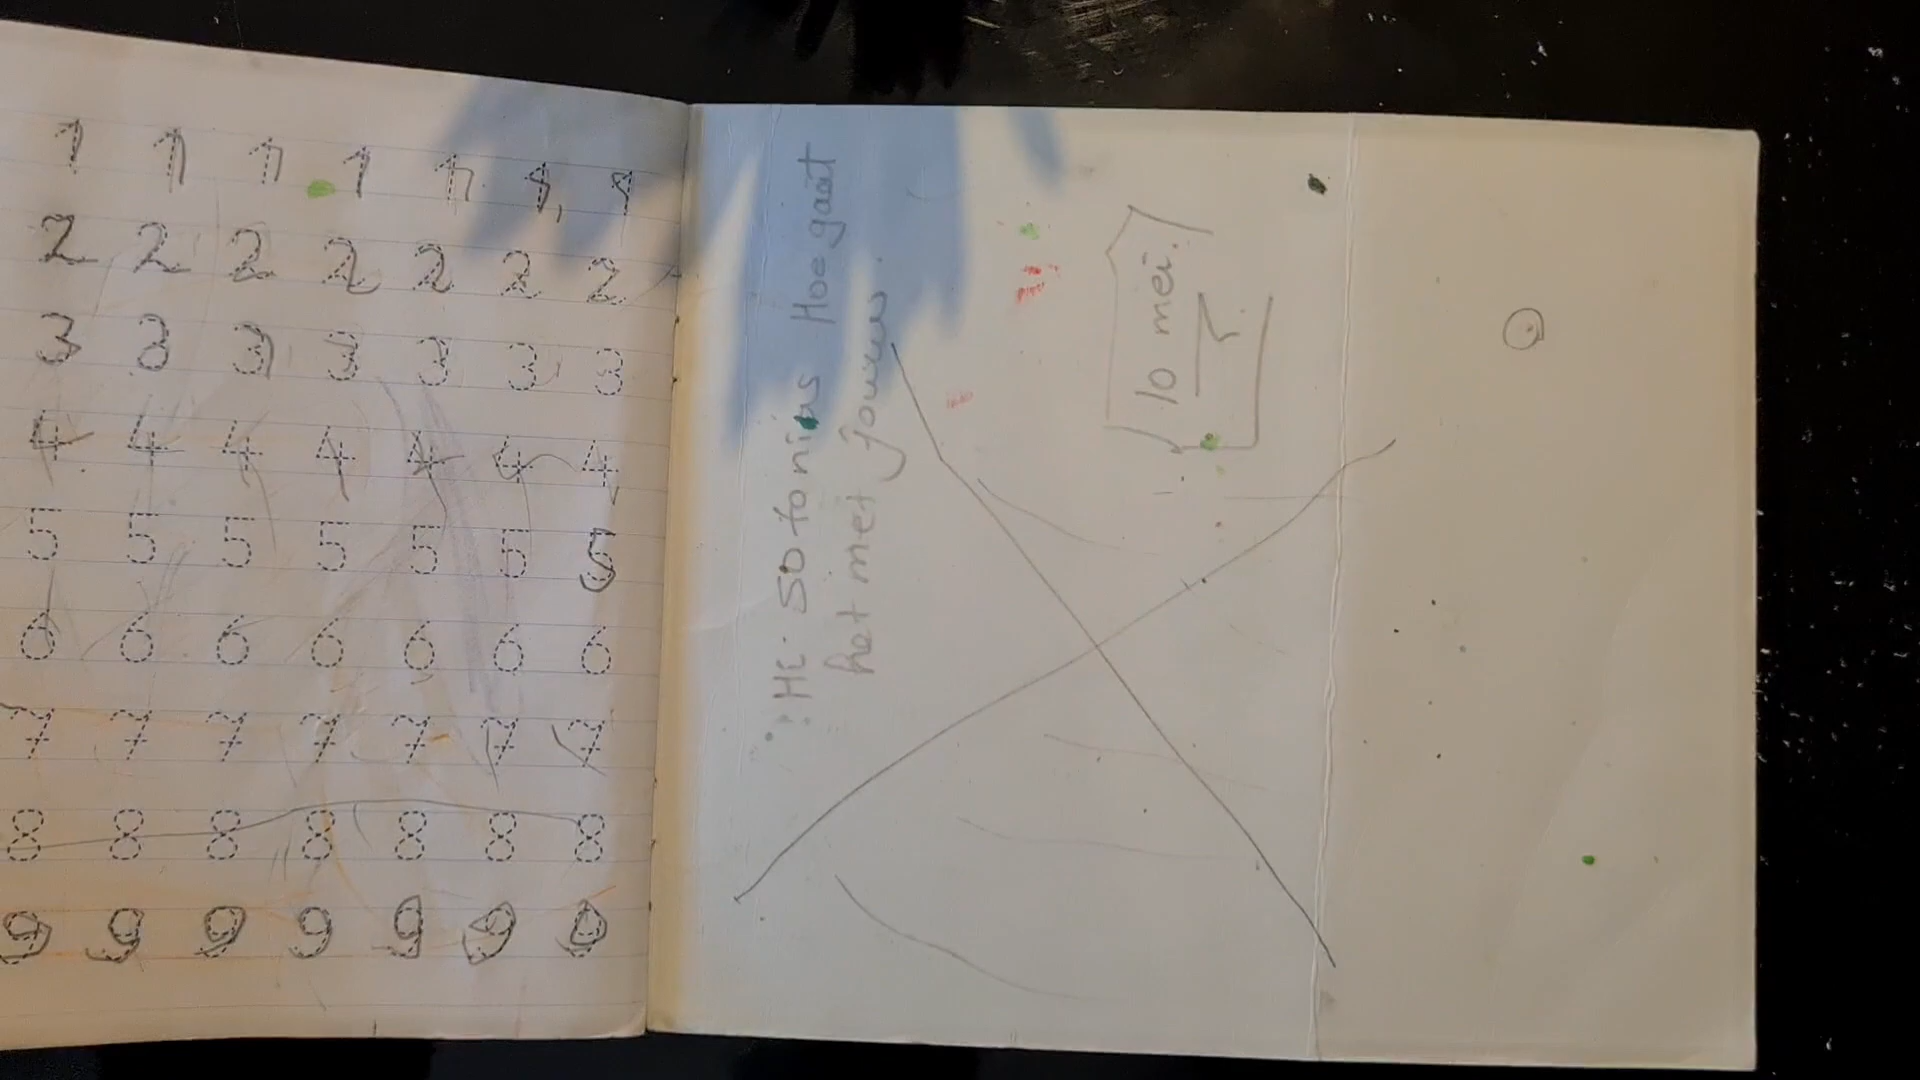 1 1 1 1 1 1 1
2 2 2 2 2 2 2
3 3 3 3 3 3 3
4 4 4 4 4 4 4
5 5 5 5 5 5 5
6 6 6 6 6 6 6
7 7 7 7 7 7 7
8 8 8 8 8 8 8
9 9 9 9 9 9 9
Hoe gaat
het met jouw.
10 mei.